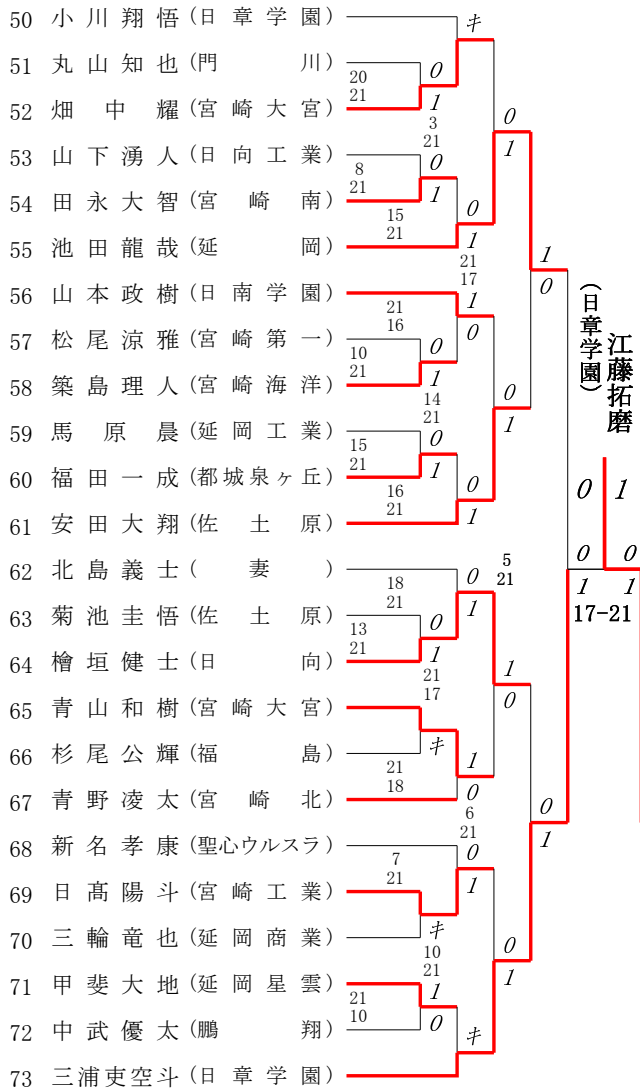 50 小川翔悟 (日章学園)
キ
51 丸山知也 (門川)
20 0
21 1
52 畑中耀 (宮崎大宮)
3 0
21 1
53 山下湧人 (日向工業)
8 0
21 1
54 田永大智 (宮崎南)
15 0
21 1
55 池田龍哉 (延岡)
21 1
17 0
56 山本政樹 (日南学園)
21 1
16 0
57 松尾涼雅 (宮崎第一)
10 0
21 1
58 築島理人 (宮崎海洋)
14 0
21 1
59 馬原晨 (延岡工業)
15 0
21 1
60 福田一成 (都城泉ヶ丘)
16 0
21 1
61 安田大翔 (佐土原)
(日章学園)
江藤拓磨
0 1
0 0
1 1
17-21
62 北島義士 (妻)
18 0
21 1
5
21
63 菊池圭悟 (佐土原)
13 0
21 1
64 檜垣健士 (日向)
21 1
17 0
65 青山和樹 (宮崎大宮)
キ
66 杉尾公輝 (福島)
21 1
18 0
67 青野凌太 (宮崎北)
6 0
21 1
68 新名孝康 (聖心ウルスラ)
7 0
21 1
69 日髙陽斗 (宮崎工業)
キ
70 三輪竜也 (延岡商業)
10 0
21 1
71 甲斐大地 (延岡星雲)
21 1
10 0
72 中武優太 (鵬翔)
キ
73 三浦吏空斗 (日章学園)